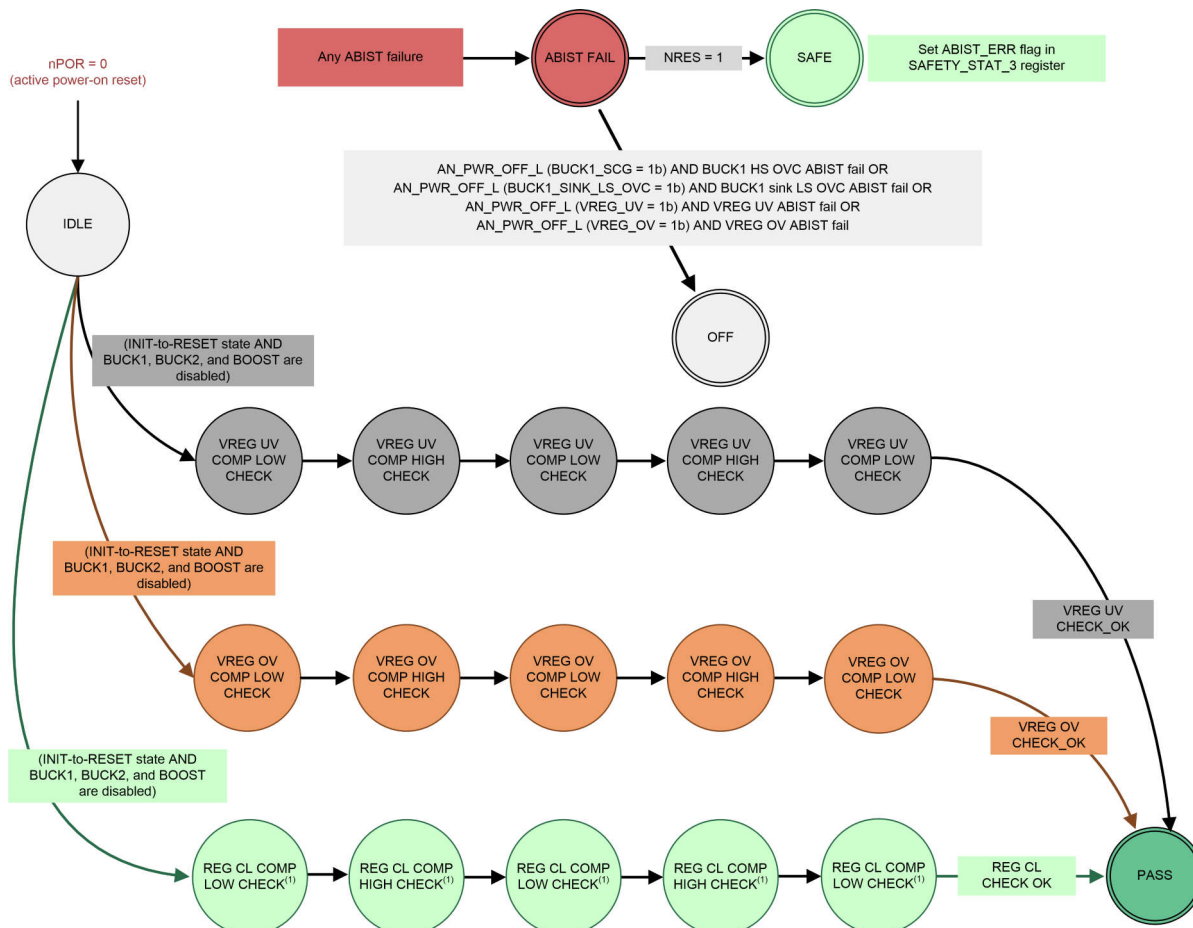 Any ABIST failure
ABIST FAIL
NRES = 1
SAFE
Set ABIST_ERR flag in
SAFETY_STAT_3 register
nPOR = 0
(active power-on reset)
AN_PWR_OFF_L (BUCK1_SCG = 1b) AND BUCK1 HS OVC ABIST fail OR
AN_PWR_OFF_L (BUCK1_SINK_LS_OVC = 1b) AND BUCK1 sink LS OVC ABIST fail OR
AN_PWR_OFF_L (VREG_UV = 1b) AND VREG UV ABIST fail OR
AN_PWR_OFF_L (VREG_OV = 1b) AND VREG OV ABIST fail
IDLE
OFF
(INIT-to-RESET state AND
BUCK1, BUCK2, and BOOST are
disabled)
VREG UV
COMP LOW
CHECK
VREG UV
COMP HIGH
CHECK
VREG UV
COMP LOW
CHECK
VREG UV
COMP HIGH
CHECK
VREG UV
COMP LOW
CHECK
(INIT-to-RESET state AND
BUCK1, BUCK2, and BOOST are
disabled)
VREG UV
CHECK_OK
VREG OV
COMP LOW
CHECK
VREG OV
COMP HIGH
CHECK
VREG OV
COMP LOW
CHECK
VREG OV
COMP HIGH
CHECK
VREG OV
COMP LOW
CHECK
VREG OV
CHECK_OK
(INIT-to-RESET state AND
BUCK1, BUCK2, and BOOST
are disabled)
REG CL COMP
LOW CHECK(1)
REG CL COMP
HIGH CHECK(1)
REG CL COMP
LOW CHECK(1)
REG CL COMP
HIGH CHECK(1)
REG CL COMP
LOW CHECK(1)
REG CL
CHECK OK
PASS